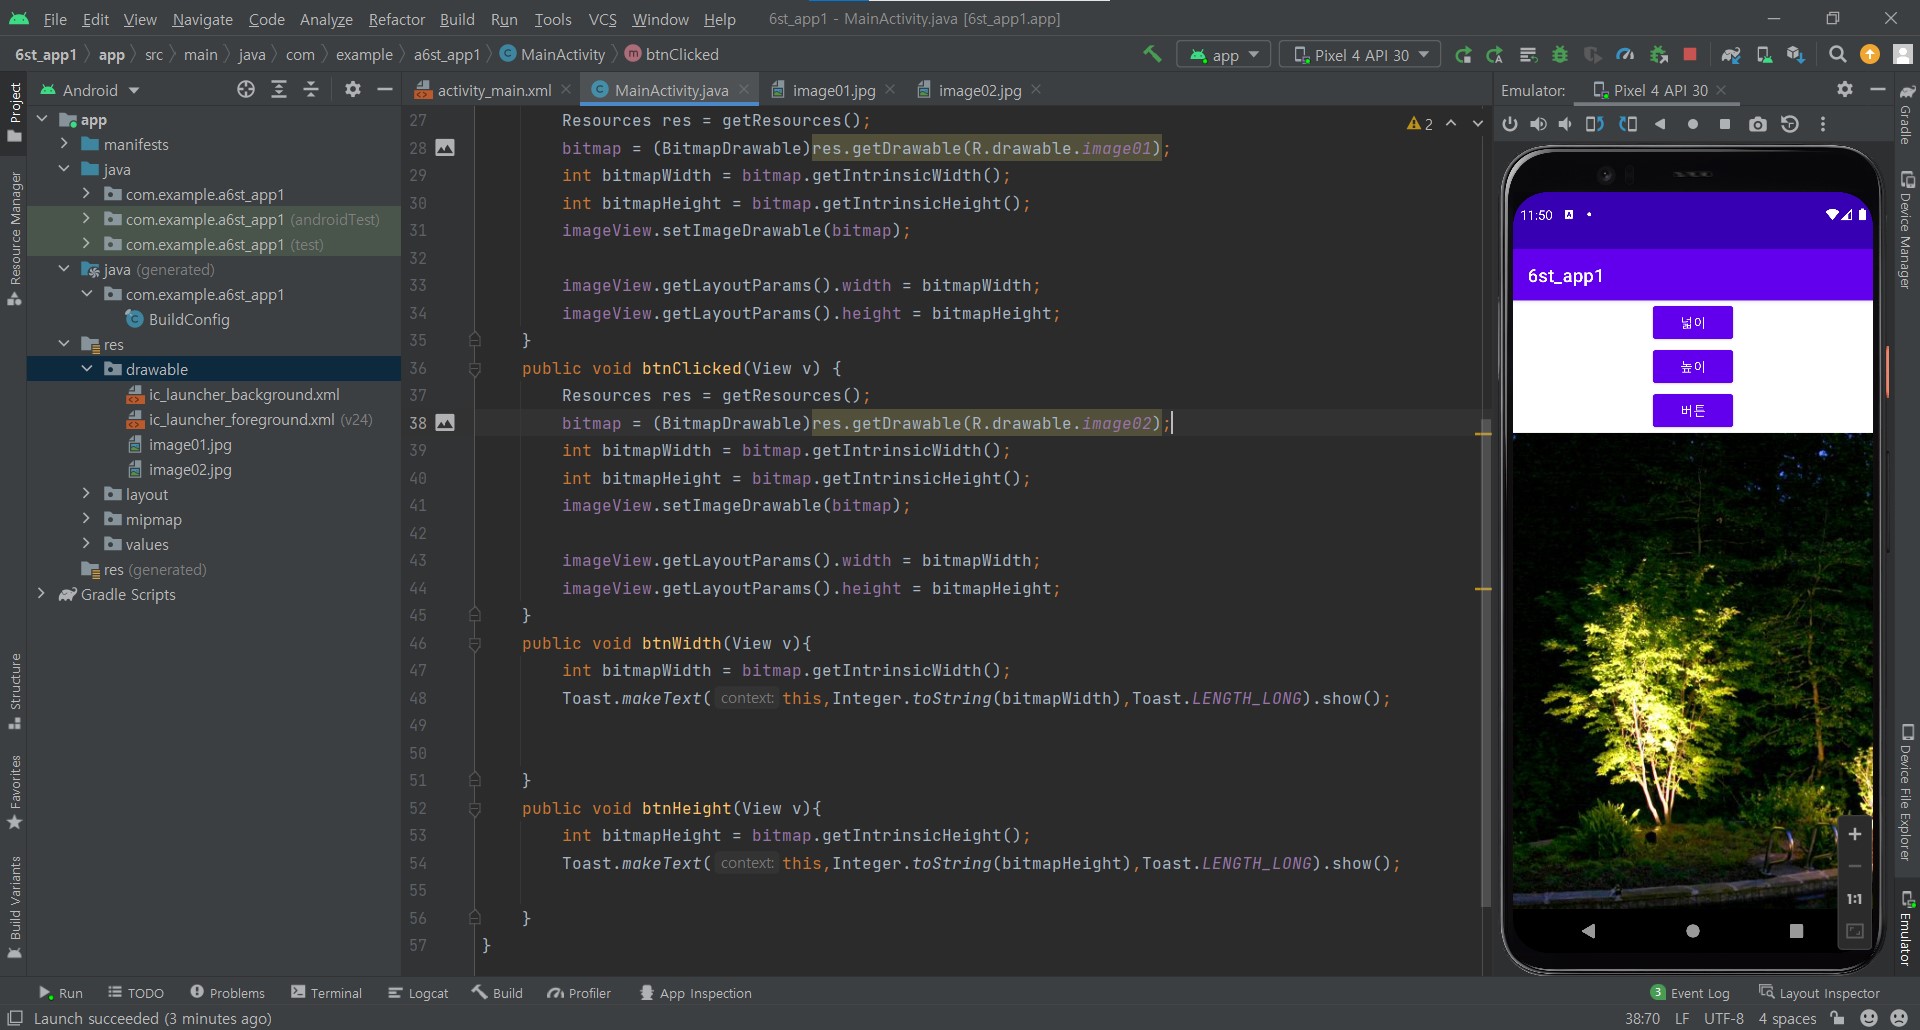 File Edit View Navigate Code Analyze Refactor Build Run Tools VCS Window Help 6st_app1 - MainActivity.java [6st_app1.app]
6st_app1 app src main java com example a6st_app1 MainActivity btnClicked app Pixel 4 API 30
Android activity_main.xml MainActivity.java image01.jpg image02.jpg Emulator: Pixel 4 API 30
Project
Resource Manager
Structure
Favorites
Build Variants
app
manifests
java
com.example.a6st_app1
com.example.a6st_app1 (androidTest)
com.example.a6st_app1 (test)
java (generated)
com.example.a6st_app1
BuildConfig
res
drawable
ic_launcher_background.xml
ic_launcher_foreground.xml (v24)
image01.jpg
image02.jpg
layout
mipmap
values
res (generated)
Gradle Scripts
2
27 Resources res = getResources();
28 bitmap = (BitmapDrawable)res.getDrawable(R.drawable.image01);
29 int bitmapWidth = bitmap.getIntrinsicWidth();
30 int bitmapHeight = bitmap.getIntrinsicHeight();
31 imageView.setImageDrawable(bitmap);
32
33 imageView.getLayoutParams().width = bitmapWidth;
34 imageView.getLayoutParams().height = bitmapHeight;
35 }
36 public void btnClicked(View v) {
37 Resources res = getResources();
38 bitmap = (BitmapDrawable)res.getDrawable(R.drawable.image02);
39 int bitmapWidth = bitmap.getIntrinsicWidth();
40 int bitmapHeight = bitmap.getIntrinsicHeight();
41 imageView.setImageDrawable(bitmap);
42
43 imageView.getLayoutParams().width = bitmapWidth;
44 imageView.getLayoutParams().height = bitmapHeight;
45 }
46 public void btnWidth(View v){
47 int bitmapWidth = bitmap.getIntrinsicWidth();
48 Toast.makeText( context: this,Integer.toString(bitmapWidth),Toast.LENGTH_LONG).show();
49
50
51 }
52 public void btnHeight(View v){
53 int bitmapHeight = bitmap.getIntrinsicHeight();
54 Toast.makeText( context: this,Integer.toString(bitmapHeight),Toast.LENGTH_LONG).show();
55
56 }
57 }
11:50
6st_app1
넓이
높이
버튼
1:1
Gradle
Device Manager
Device File Explorer
Emulator
Run TODO Problems Terminal Logcat Build Profiler App Inspection 3 Event Log Layout Inspector
Launch succeeded (3 minutes ago) 38:70 LF UTF-8 4 spaces